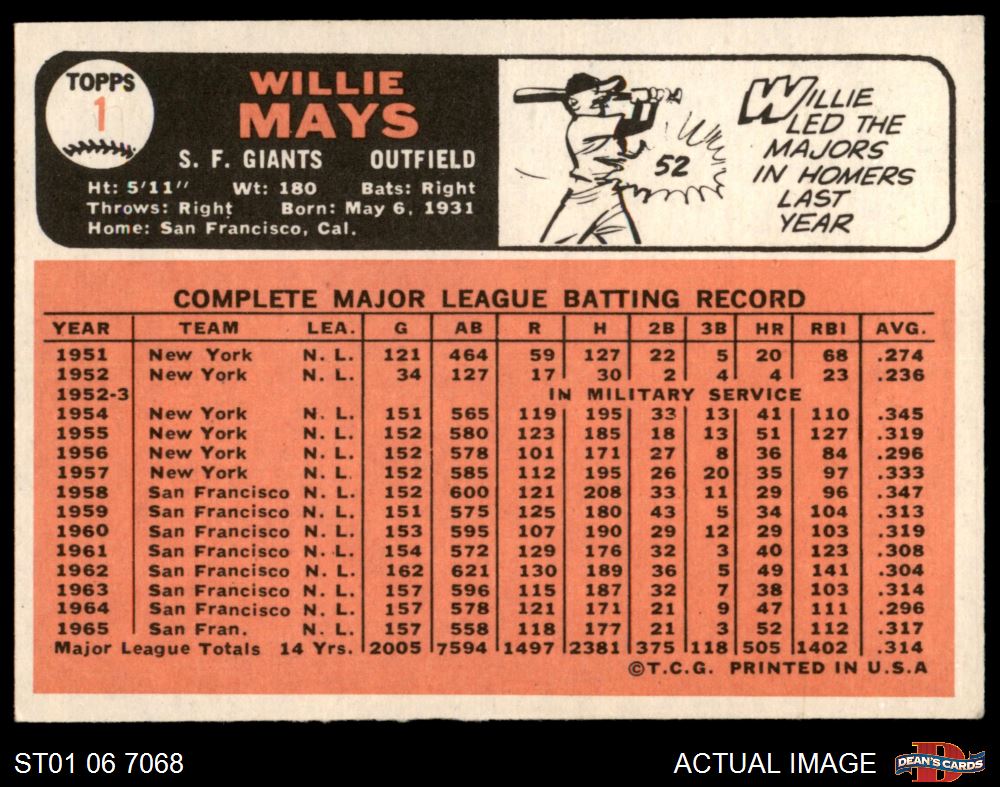 TOPPS
1
WILLIE
MAYS
S. F. GIANTS OUTFIELD
Ht: 5'11" Wt: 180 Bats: Right
Throws: Right Born: May 6, 1931
Home: San Francisco, Cal.
52
WILLIE
LED THE
MAJORS
IN HOMERS
LAST
YEAR
COMPLETE MAJOR LEAGUE BATTING RECORD
YEAR TEAM LEA. G AB R H 2B 3B HR RBI AVG.
1951 New York N. L. 121 464 59 127 22 5 20 68 .274
1952 New York N. L. 34 127 17 30 2 4 4 23 .236
1952-3 IN MILITARY SERVICE
1954 New York N. L. 151 565 119 195 33 13 41 110 .345
1955 New York N. L. 152 580 123 185 18 13 51 127 .319
1956 New York N. L. 152 578 101 171 27 8 36 84 .296
1957 New York N. L. 152 585 112 195 26 20 35 97 .333
1958 San Francisco N. L. 152 600 121 208 33 11 29 96 .347
1959 San Francisco N. L. 151 575 125 180 43 5 34 104 .313
1960 San Francisco N. L. 153 595 107 190 29 12 29 103 .319
1961 San Francisco N. L. 154 572 129 176 32 3 40 123 .308
1962 San Francisco N. L. 162 621 130 189 36 5 49 141 .304
1963 San Francisco N. L. 157 596 115 187 32 7 38 103 .314
1964 San Francisco N. L. 157 578 121 171 21 9 47 111 .296
1965 San Fran. N. L. 157 558 118 177 21 3 52 112 .317
Major League Totals 14 Yrs. 2005 7594 1497 2381 375 118 505 1402 .314
©T.C.G. PRINTED IN U.S.A
ST01 06 7068 ACTUAL IMAGE
D
DEAN'S CARDS